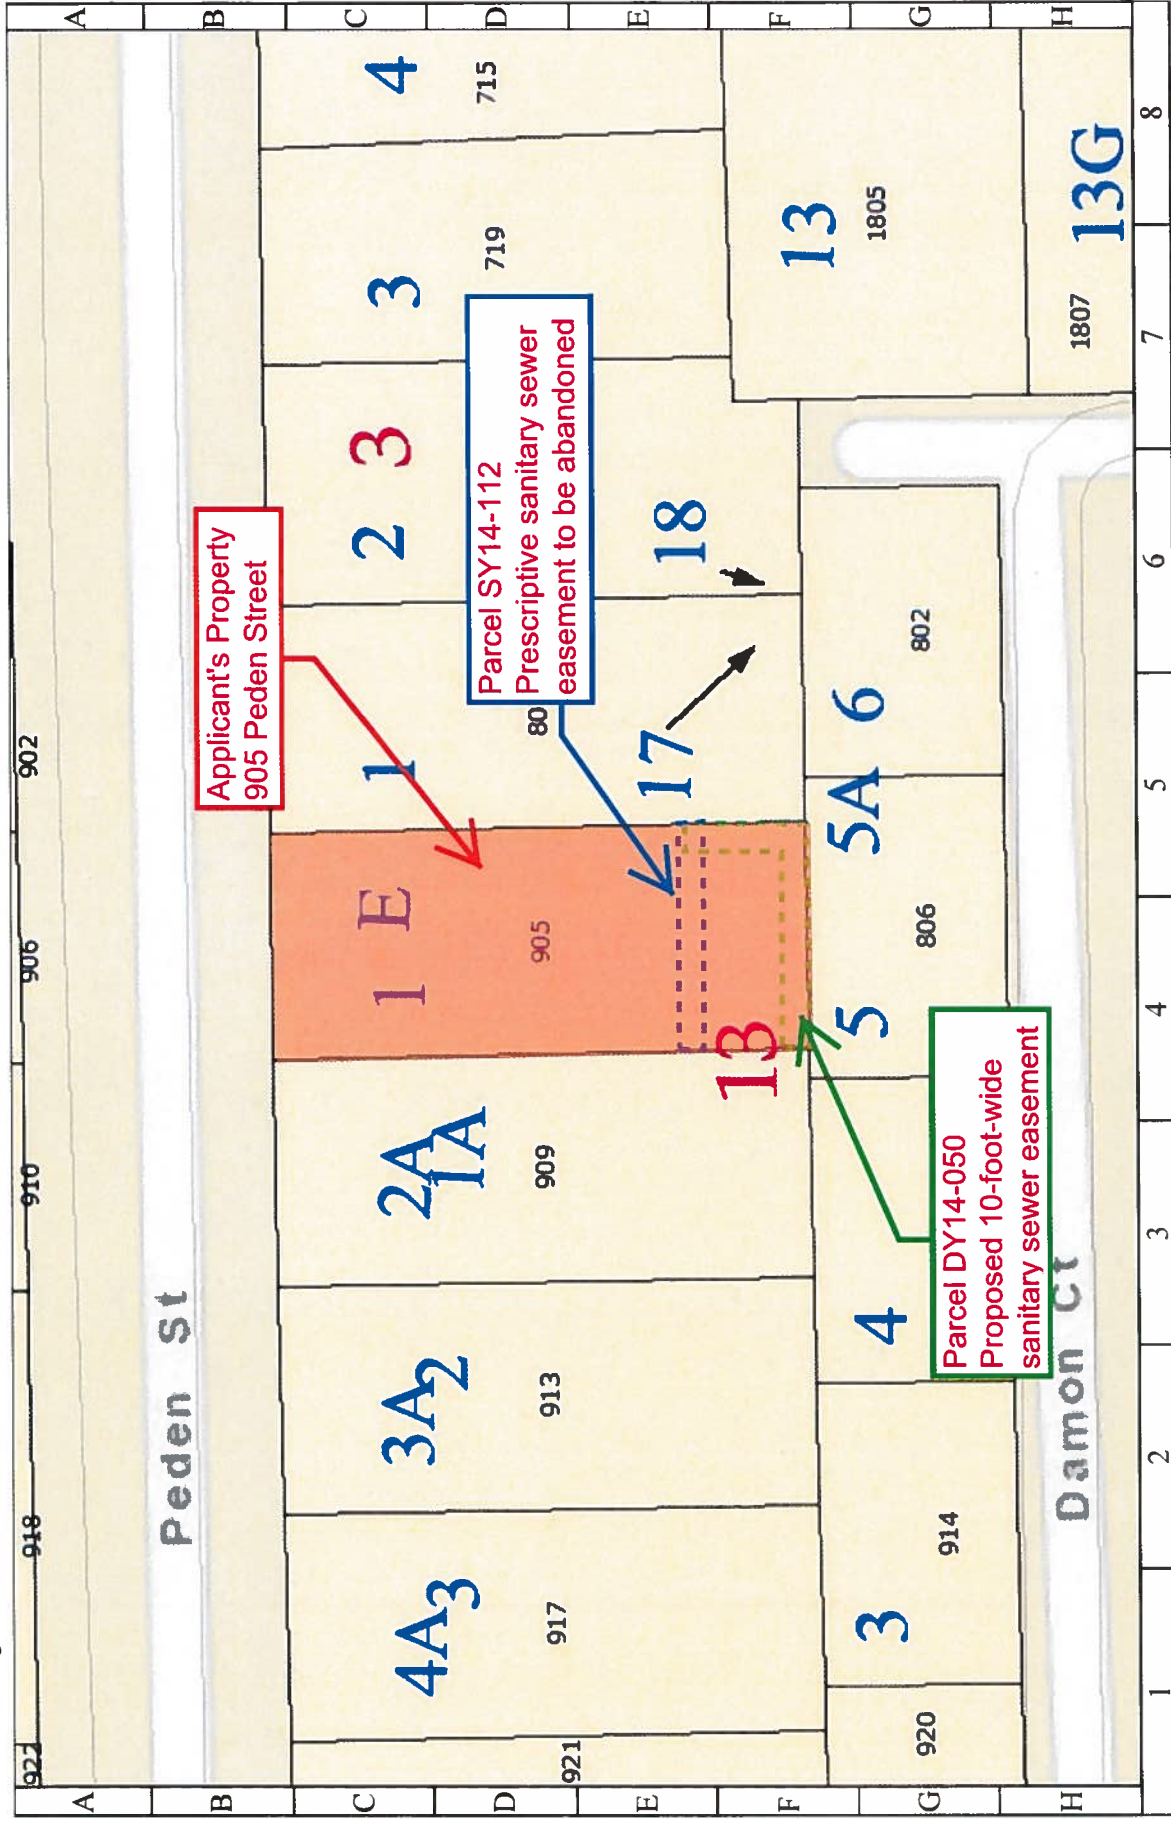 922 918 910 906 902
A A
Peden St
B B
Applicant's Property
905 Peden Street
C 4A 3A 2A 1 E 1 2 3 3 4 C
3 2 1A
D D
917 913 909 905 80 719 715
921
Parcel SY14-112
Prescriptive sanitary sewer
easement to be abandoned
E 17 18 E
F 13 13 F
3 4 5 5A 6 1805
G 920 914 806 802 G
Parcel DY14-050
Proposed 10-foot-wide
sanitary sewer easement
H Damon Ct 1807 13G H
1 2 3 4 5 6 7 8